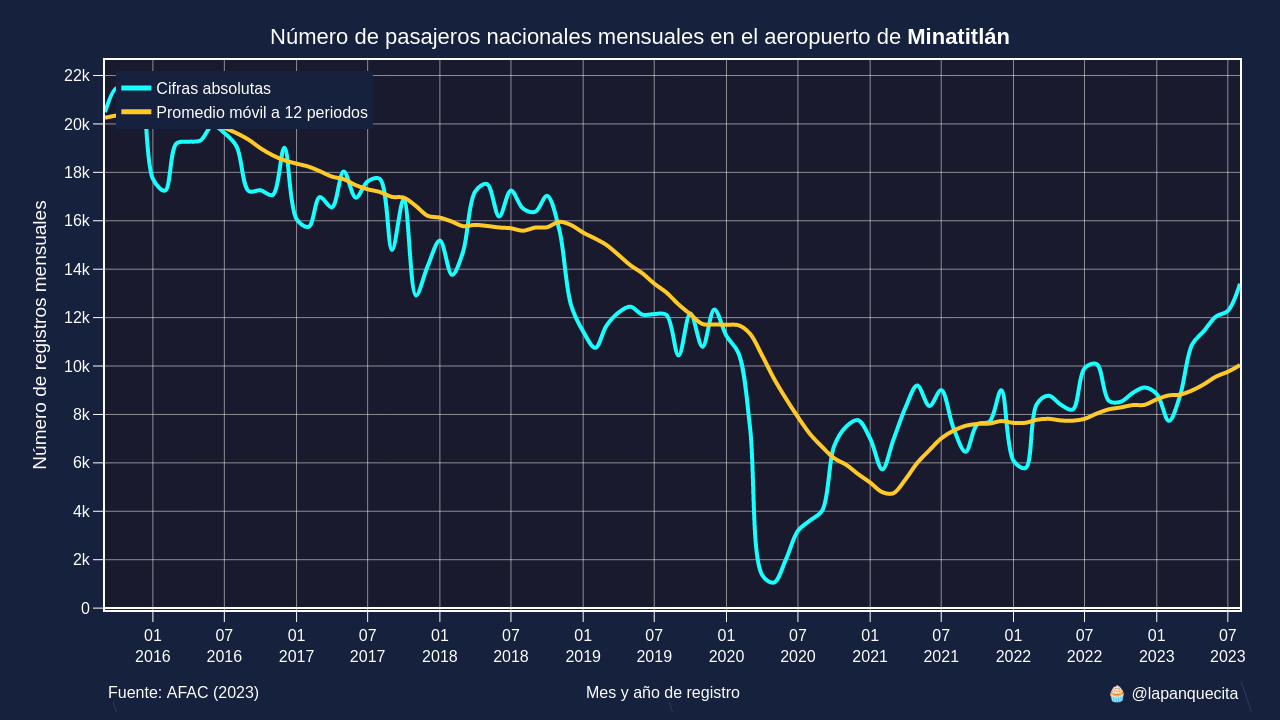 Número de pasajeros nacionales mensuales en el aeropuerto de Minatitlán
Cifras absolutas
Promedio móvil a 12 periodos
Número de registros mensuales
22k
20k
18k
16k
14k
12k
10k
8k
6k
4k
2k
0
01 07 01 07 01 07 01 07 01 07 01 07 01 07 01 07
2016 2016 2017 2017 2018 2018 2019 2019 2020 2020 2021 2021 2022 2022 2023 2023
Fuente: AFAC (2023) Mes y año de registro 🧁 @lapanquecita